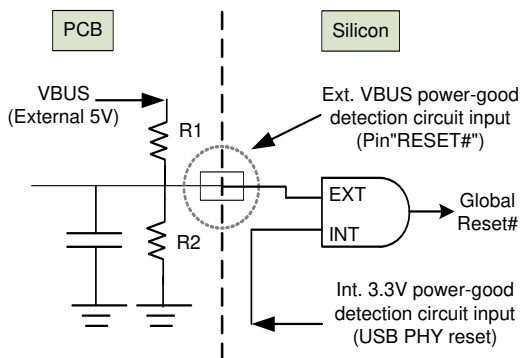 PCB
Silicon
VBUS
(External 5V)
R1
Ext. VBUS power-good
detection circuit input
(Pin"RESET#")
EXT
INT
Global
Reset#
R2
Int. 3.3V power-good
detection circuit input
(USB PHY reset)